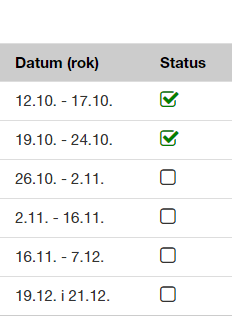 Datum (rok) Status
12.10. - 17.10.
19.10. - 24.10.
26.10. - 2.11.
2.11. - 16.11.
16.11. - 7.12.
19.12. i 21.12.